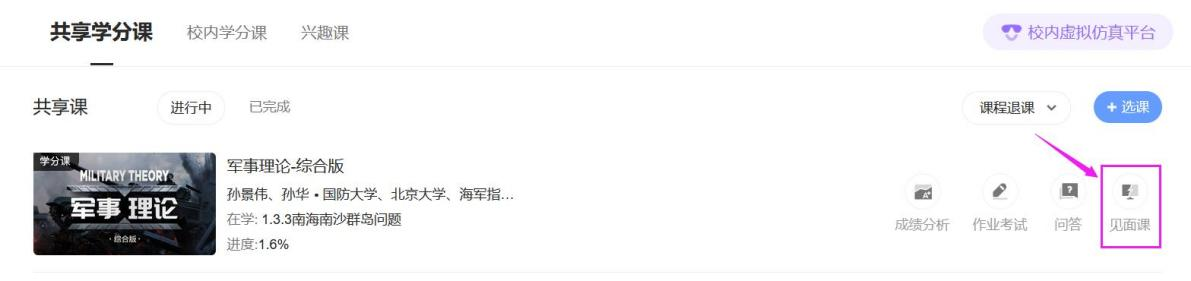 共享学分课 校内学分课 兴趣课 校内虚拟仿真平台
共享课 进行中 已完成 课程退课 + 选课
学分课
MILITARY THEORY
军事 理论
·综合版·
军事理论-综合版
孙景伟、孙华 • 国防大学、北京大学、海军指...
在学: 1.3.3南海南沙群岛问题
进度:1.6%
成绩分析 作业考试 问答 见面课